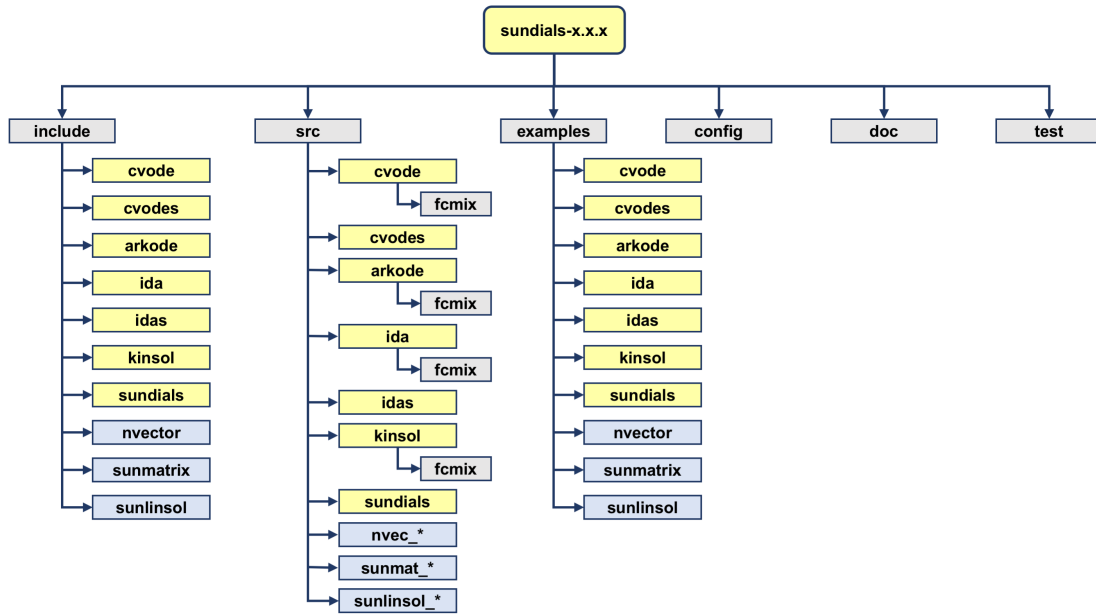 sundials-x.x.x
include
src
examples
config
doc
test
cvode
cvodes
arkode
ida
idas
kinsol
sundials
nvector
sunmatrix
sunlinsol
cvode
fcmix
cvodes
arkode
fcmix
ida
fcmix
idas
kinsol
fcmix
sundials
nvec_*
sunmat_*
sunlinsol_*
cvode
cvodes
arkode
ida
idas
kinsol
sundials
nvector
sunmatrix
sunlinsol